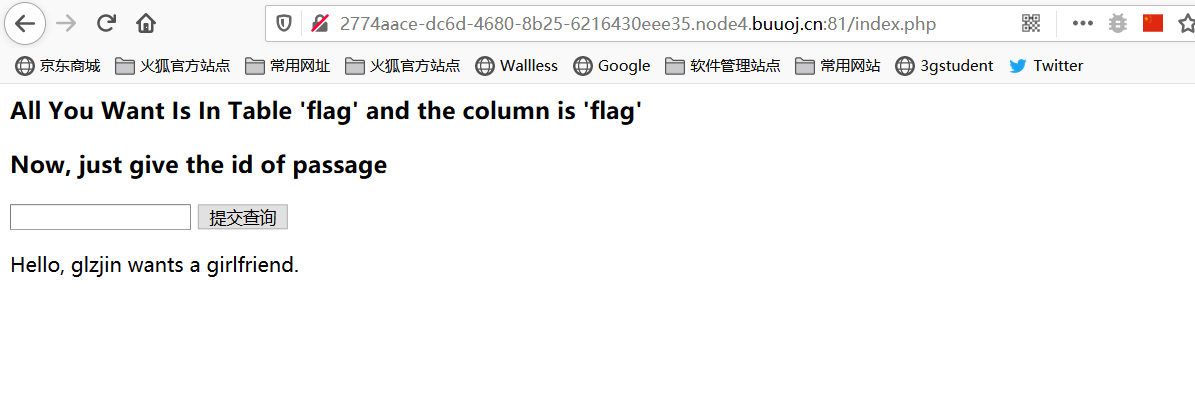 2774aace-dc6d-4680-8b25-6216430eee35.node4.buuoj.cn:81/index.php
京东商城 火狐官方站点 常用网址 火狐官方站点 Wallless Google 软件管理站点 常用网站 3gstudent Twitter
All You Want Is In Table 'flag' and the column is 'flag'
Now, just give the id of passage
提交查询
Hello, glzjin wants a girlfriend.